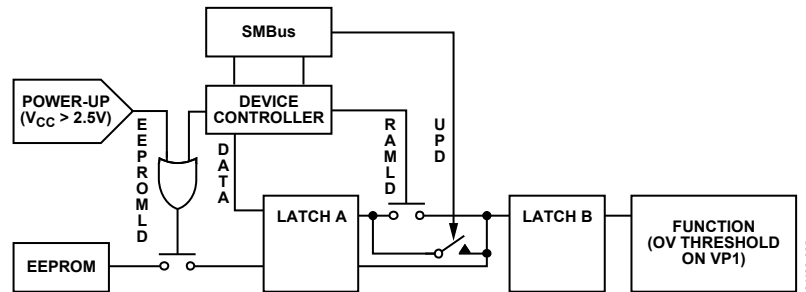 SMBus
POWER-UP
(VCC > 2.5V)
EEPROMLD
DEVICE
CONTROLLER
DATA
RAMLD
UPD
EEPROM
LATCH A
LATCH B
FUNCTION
(OV THRESHOLD
ON VP1)